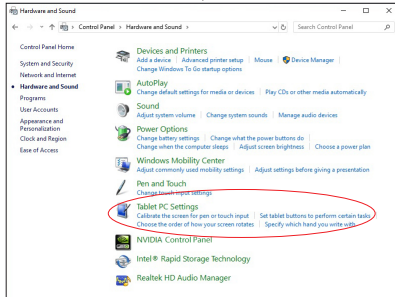 Hardware and Sound
Control Panel > Hardware and Sound >
Search Control Panel
Control Panel Home
System and Security
Network and Internet
Hardware and Sound
Programs
User Accounts
Appearance and
Personalization
Clock and Region
Ease of Access
Devices and Printers
Add a device | Advanced printer setup | Mouse | Device Manager |
Change Windows To Go startup options
AutoPlay
Change default settings for media or devices | Play CDs or other media automatically
Sound
Adjust system volume | Change system sounds | Manage audio devices
Power Options
Change battery settings | Change what the power buttons do |
Change when the computer sleeps | Adjust screen brightness | Choose a power plan
Windows Mobility Center
Adjust commonly used mobility settings | Adjust settings before giving a presentation
Pen and Touch
Change touch input settings
Tablet PC Settings
Calibrate the screen for pen or touch input | Set tablet buttons to perform certain tasks
Choose the order of how your screen rotates | Specify which hand you write with
NVIDIA Control Panel
Intel® Rapid Storage Technology
Realtek HD Audio Manager